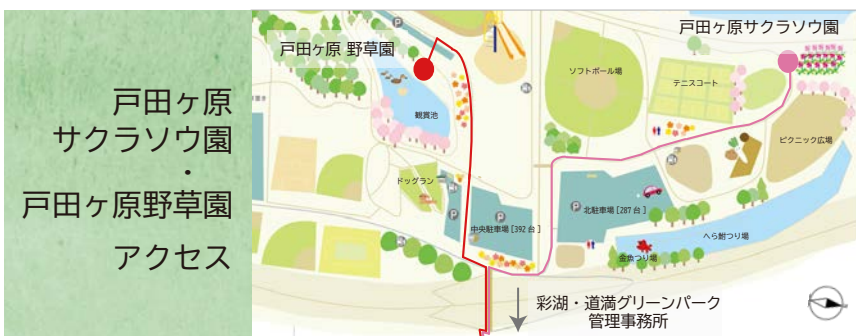 戸田ヶ原
サクラソウ園
・
戸田ヶ原野草園
アクセス
戸田ヶ原 野草園
戸田ヶ原サクラソウ園
P
ソフトボール場
テニスコート
観賞池
ピクニック広場
ドッグラン
P
P
中央駐車場 [392 台]
P
北駐車場 [287 台]
へら鮒つり場
金魚つり場
彩湖・道満グリーンパーク
管理事務所